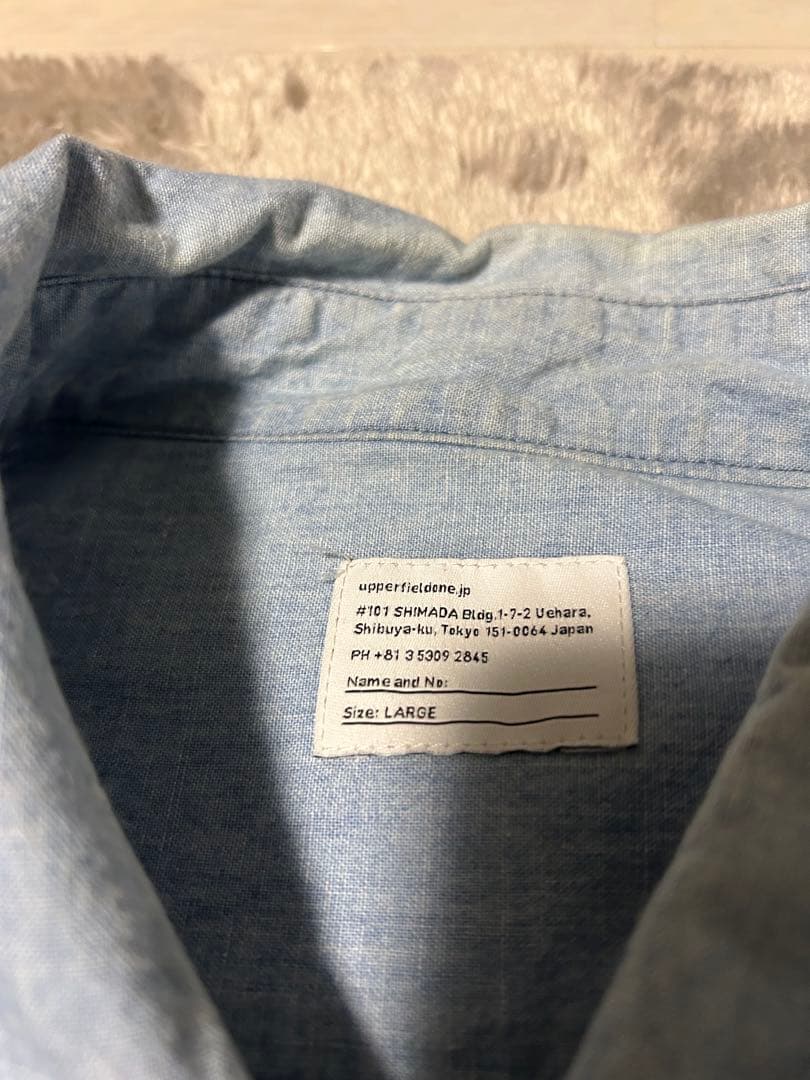 upperfieldone.jp
#101 SHIMADA Bldg.1-7-2 Uehara,
Shibuya-ku, Tokyo 151-0064 Japan
PH +81 3 5309 2845
Name and No:
Size: LARGE